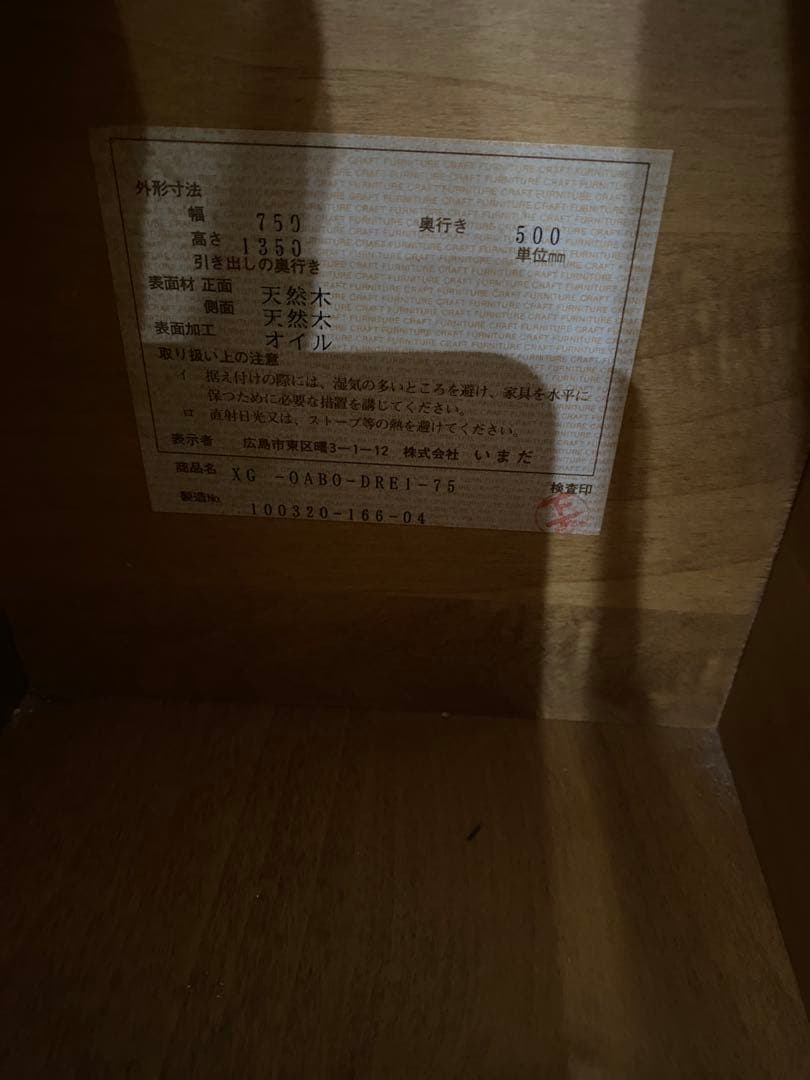 外形寸法
幅 750 奥行き 500
高さ 1350 単位mm
引き出しの奥行き
表面材 正面 天然木
側面 天然木
表面加工 オイル
取り扱い上の注意
イ 据え付けの際には、湿気の多いところを避け、家具を水平に
保つために必要な措置を講じてください。
ロ 直射日光又は、ストーブ等の熱を避けてください。
表示者 広島市東区曙3-1-12 株式会社 いまだ
商品名 XG -OABO-DREI-75 検査印
製造No. 100320-166-04